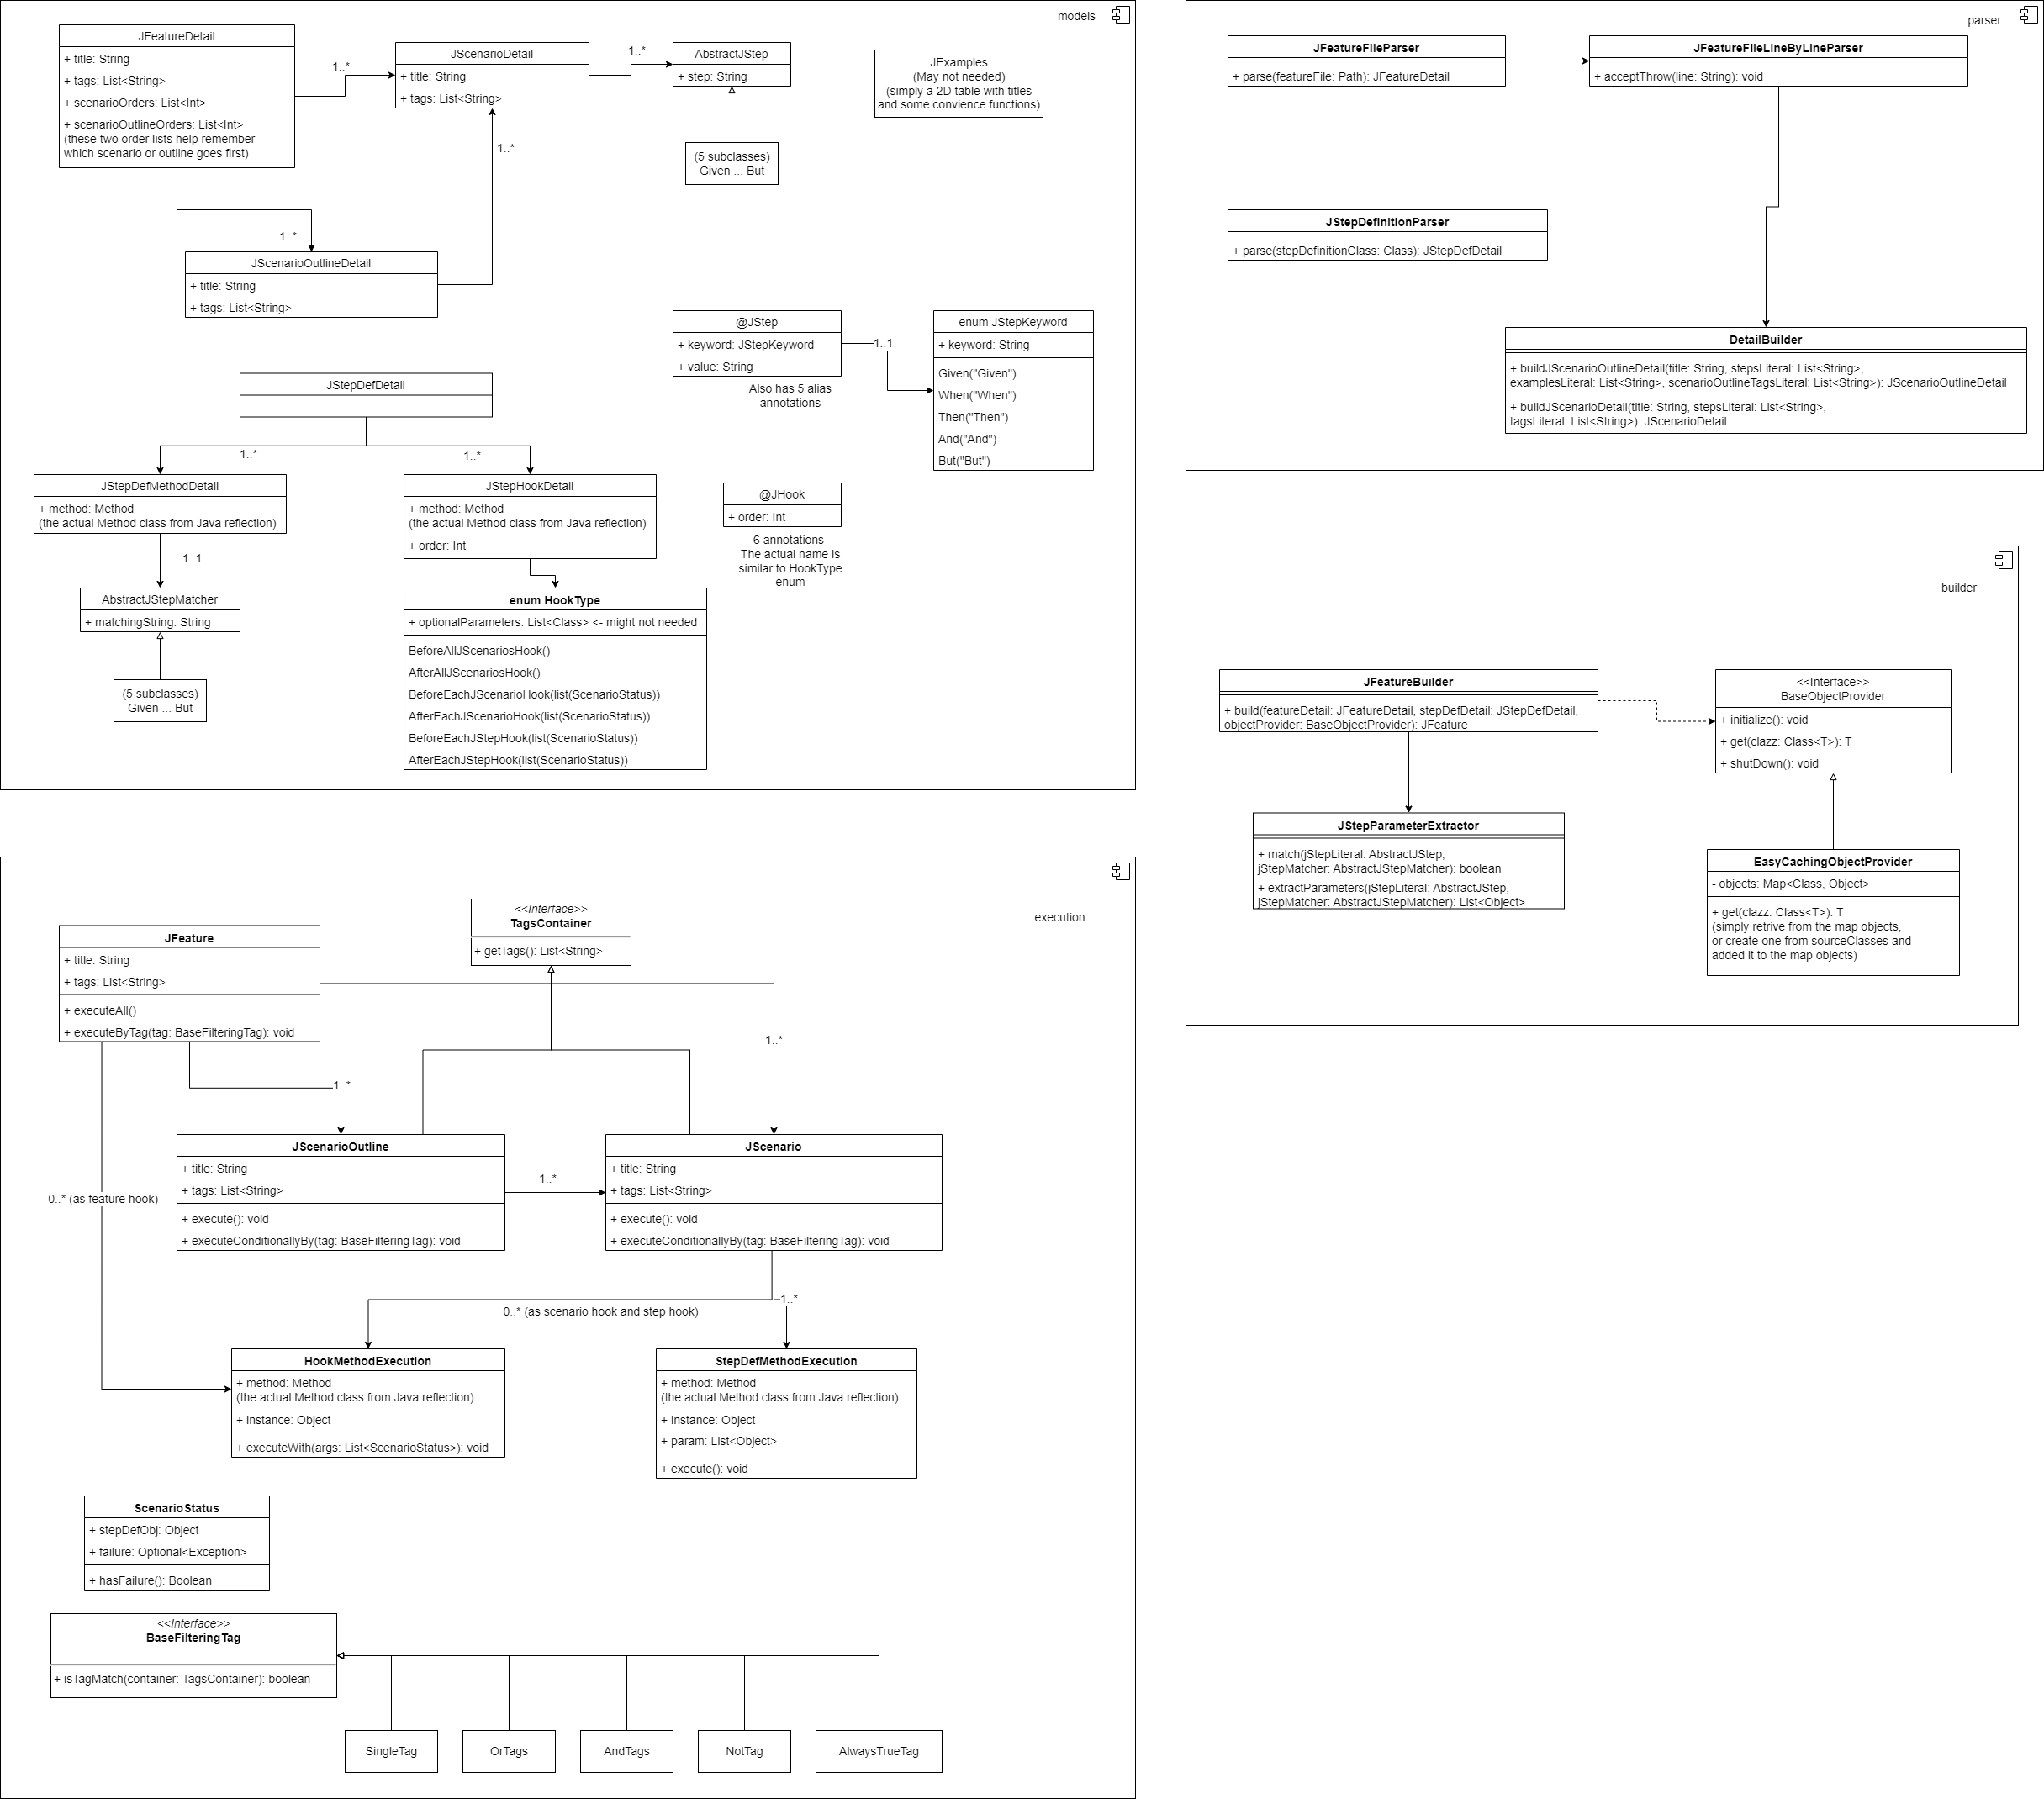 models
JFeatureDetail
+ title: String
+ tags: List<String>
+ scenarioOrders: List<Int>
+ scenarioOutlineOrders: List<Int>
(these two order lists help remember
which scenario or outline goes first)
1..*
JScenarioDetail
+ title: String
+ tags: List<String>
1..*
AbstractJStep
+ step: String
(5 subclasses)
Given ... But
JExamples
(May not needed)
(simply a 2D table with titles
and some convience functions)
1..*
1..*
JScenarioOutlineDetail
+ title: String
+ tags: List<String>
@JStep
+ keyword: JStepKeyword
+ value: String
Also has 5 alias
annotations
1..1
enum JStepKeyword
+ keyword: String
Given("Given")
When("When")
Then("Then")
And("And")
But("But")
JStepDefDetail
1..*
1..*
JStepDefMethodDetail
+ method: Method
(the actual Method class from Java reflection)
JStepHookDetail
+ method: Method
(the actual Method class from Java reflection)
+ order: Int
@JHook
+ order: Int
6 annotations
The actual name is
similar to HookType
enum
1..1
AbstractJStepMatcher
+ matchingString: String
(5 subclasses)
Given ... But
enum HookType
+ optionalParameters: List<Class> <- might not needed
BeforeAllJScenariosHook()
AfterAllJScenariosHook()
BeforeEachJScenarioHook(list(ScenarioStatus))
AfterEachJScenarioHook(list(ScenarioStatus))
BeforeEachJStepHook(list(ScenarioStatus))
AfterEachJStepHook(list(ScenarioStatus))
parser
JFeatureFileParser
+ parse(featureFile: Path): JFeatureDetail
JFeatureFileLineByLineParser
+ acceptThrow(line: String): void
JStepDefinitionParser
+ parse(stepDefinitionClass: Class): JStepDefDetail
DetailBuilder
+ buildJScenarioOutlineDetail(title: String, stepsLiteral: List<String>,
examplesLiteral: List<String>, scenarioOutlineTagsLiteral: List<String>): JScenarioOutlineDetail
+ buildJScenarioDetail(title: String, stepsLiteral: List<String>,
tagsLiteral: List<String>): JScenarioDetail
builder
JFeatureBuilder
+ build(featureDetail: JFeatureDetail, stepDefDetail: JStepDefDetail,
objectProvider: BaseObjectProvider): JFeature
<<Interface>>
BaseObjectProvider
+ initialize(): void
+ get(clazz: Class<T>): T
+ shutDown(): void
JStepParameterExtractor
+ match(jStepLiteral: AbstractJStep,
jStepMatcher: AbstractJStepMatcher): boolean
+ extractParameters(jStepLiteral: AbstractJStep,
jStepMatcher: AbstractJStepMatcher): List<Object>
EasyCachingObjectProvider
- objects: Map<Class, Object>
+ get(clazz: Class<T>): T
(simply retrive from the map objects,
or create one from sourceClasses and
added it to the map objects)
execution
JFeature
+ title: String
+ tags: List<String>
+ executeAll()
+ executeByTag(tag: BaseFilteringTag): void
<<Interface>>
TagsContainer
+ getTags(): List<String>
1..*
1..*
0..* (as feature hook)
JScenarioOutline
+ title: String
+ tags: List<String>
+ execute(): void
+ executeConditionallyBy(tag: BaseFilteringTag): void
1..*
JScenario
+ title: String
+ tags: List<String>
+ execute(): void
+ executeConditionallyBy(tag: BaseFilteringTag): void
0..* (as scenario hook and step hook)
1..*
HookMethodExecution
+ method: Method
(the actual Method class from Java reflection)
+ instance: Object
+ executeWith(args: List<ScenarioStatus>): void
StepDefMethodExecution
+ method: Method
(the actual Method class from Java reflection)
+ instance: Object
+ param: List<Object>
+ execute(): void
ScenarioStatus
+ stepDefObj: Object
+ failure: Optional<Exception>
+ hasFailure(): Boolean
<<Interface>>
BaseFilteringTag
+ isTagMatch(container: TagsContainer): boolean
SingleTag
OrTags
AndTags
NotTag
AlwaysTrueTag